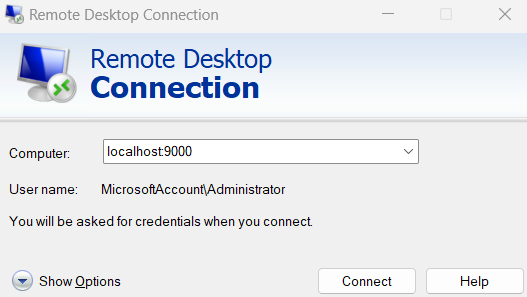 Remote Desktop Connection
Remote Desktop
Connection
Computer: localhost:9000
User name: MicrosoftAccount\Administrator
You will be asked for credentials when you connect.
Show Options Connect Help